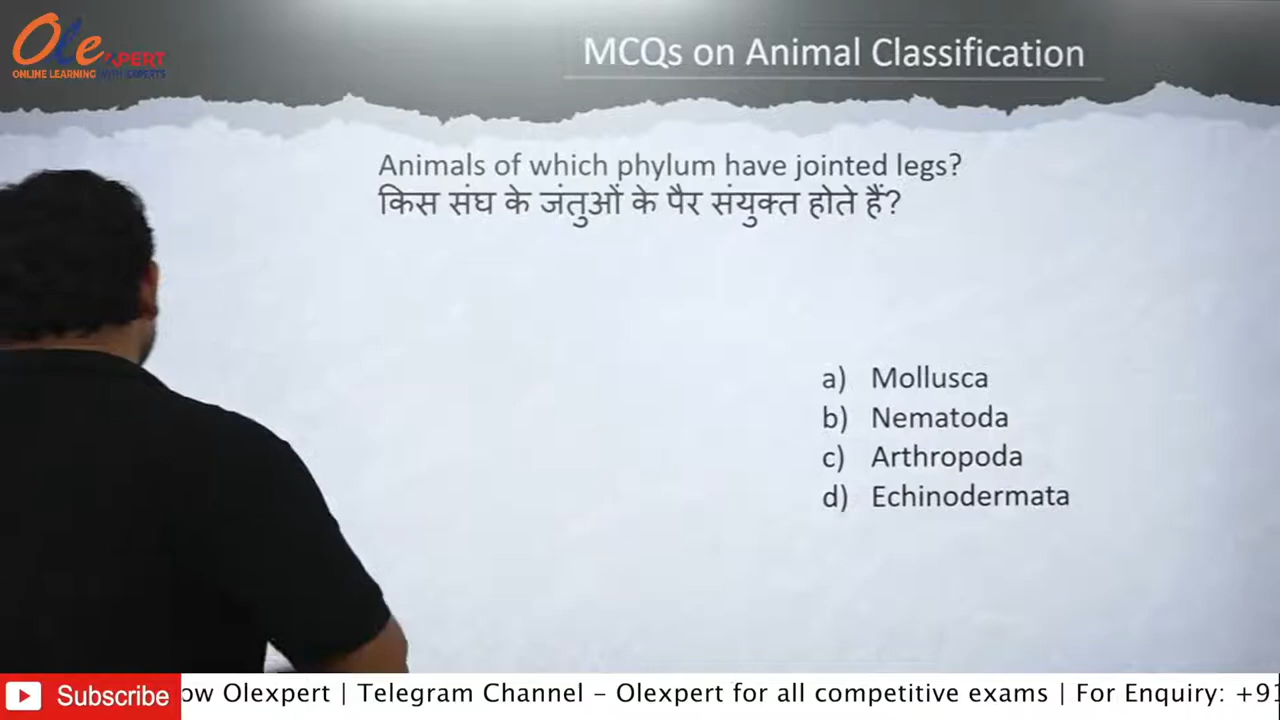 Ole
XPERT
ONLINE LEARNING WITH EXPERTS
MCQs on Animal Classification
Animals of which phylum have jointed legs?
किस संघ के जंतुओं के पैर संयुक्त होते हैं?
a) Mollusca
b) Nematoda
c) Arthropoda
d) Echinodermata
Subscribe
ow Olexpert | Telegram Channel – Olexpert for all competitive exams | For Enquiry: +91